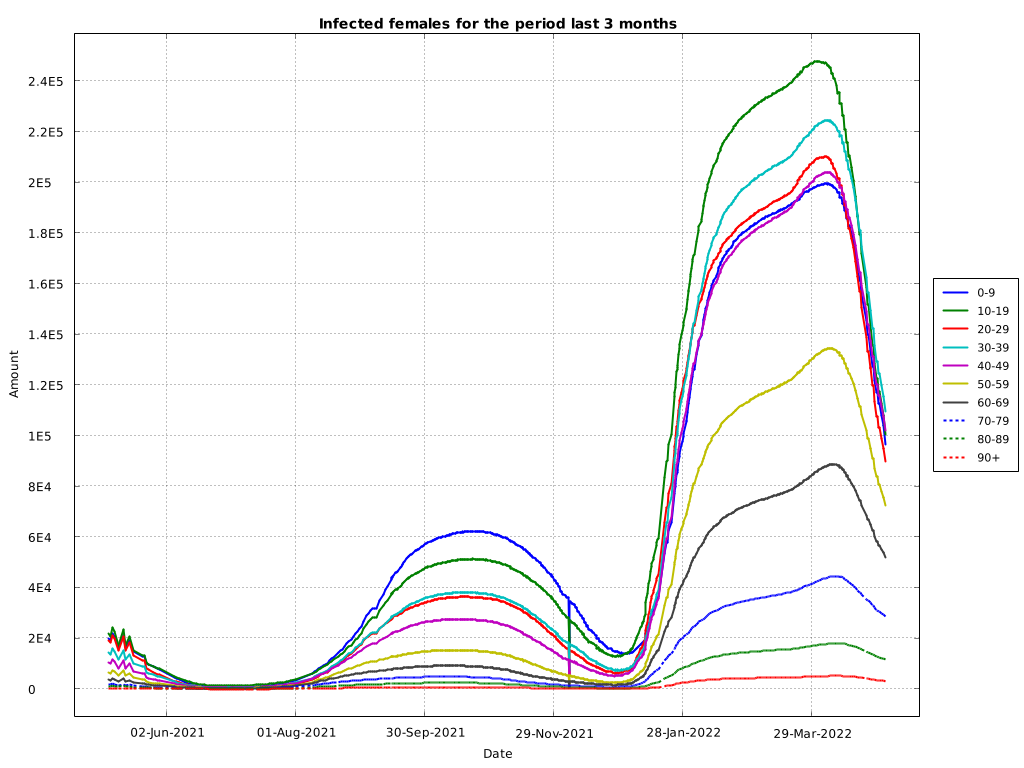 Infected females for the period last 3 months
Amount
2.4E5
2.2E5
2E5
1.8E5
1.6E5
1.4E5
1.2E5
1E5
8E4
6E4
4E4
2E4
0
02-Jun-2021
01-Aug-2021
30-Sep-2021
29-Nov-2021
28-Jan-2022
29-Mar-2022
Date
0-9
10-19
20-29
30-39
40-49
50-59
60-69
70-79
80-89
90+